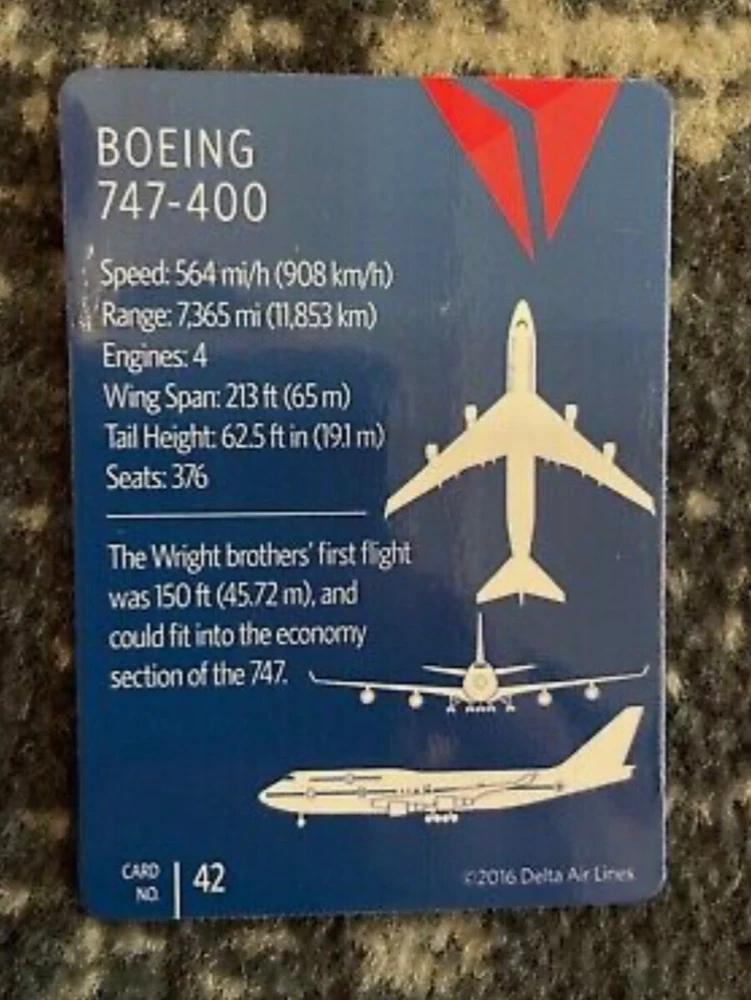 BOEING
747-400
Speed: 564 mi/h (908 km/h)
Range: 7,365 mi (11,853 km)
Engines: 4
Wing Span: 213 ft (65 m)
Tail Height: 62.5 ft in (19.1 m)
Seats: 376
The Wright brothers' first flight
was 150 ft (45.72 m), and
could fit into the economy
section of the 747.
CARD
NO.
42
©2016 Delta Air Lines